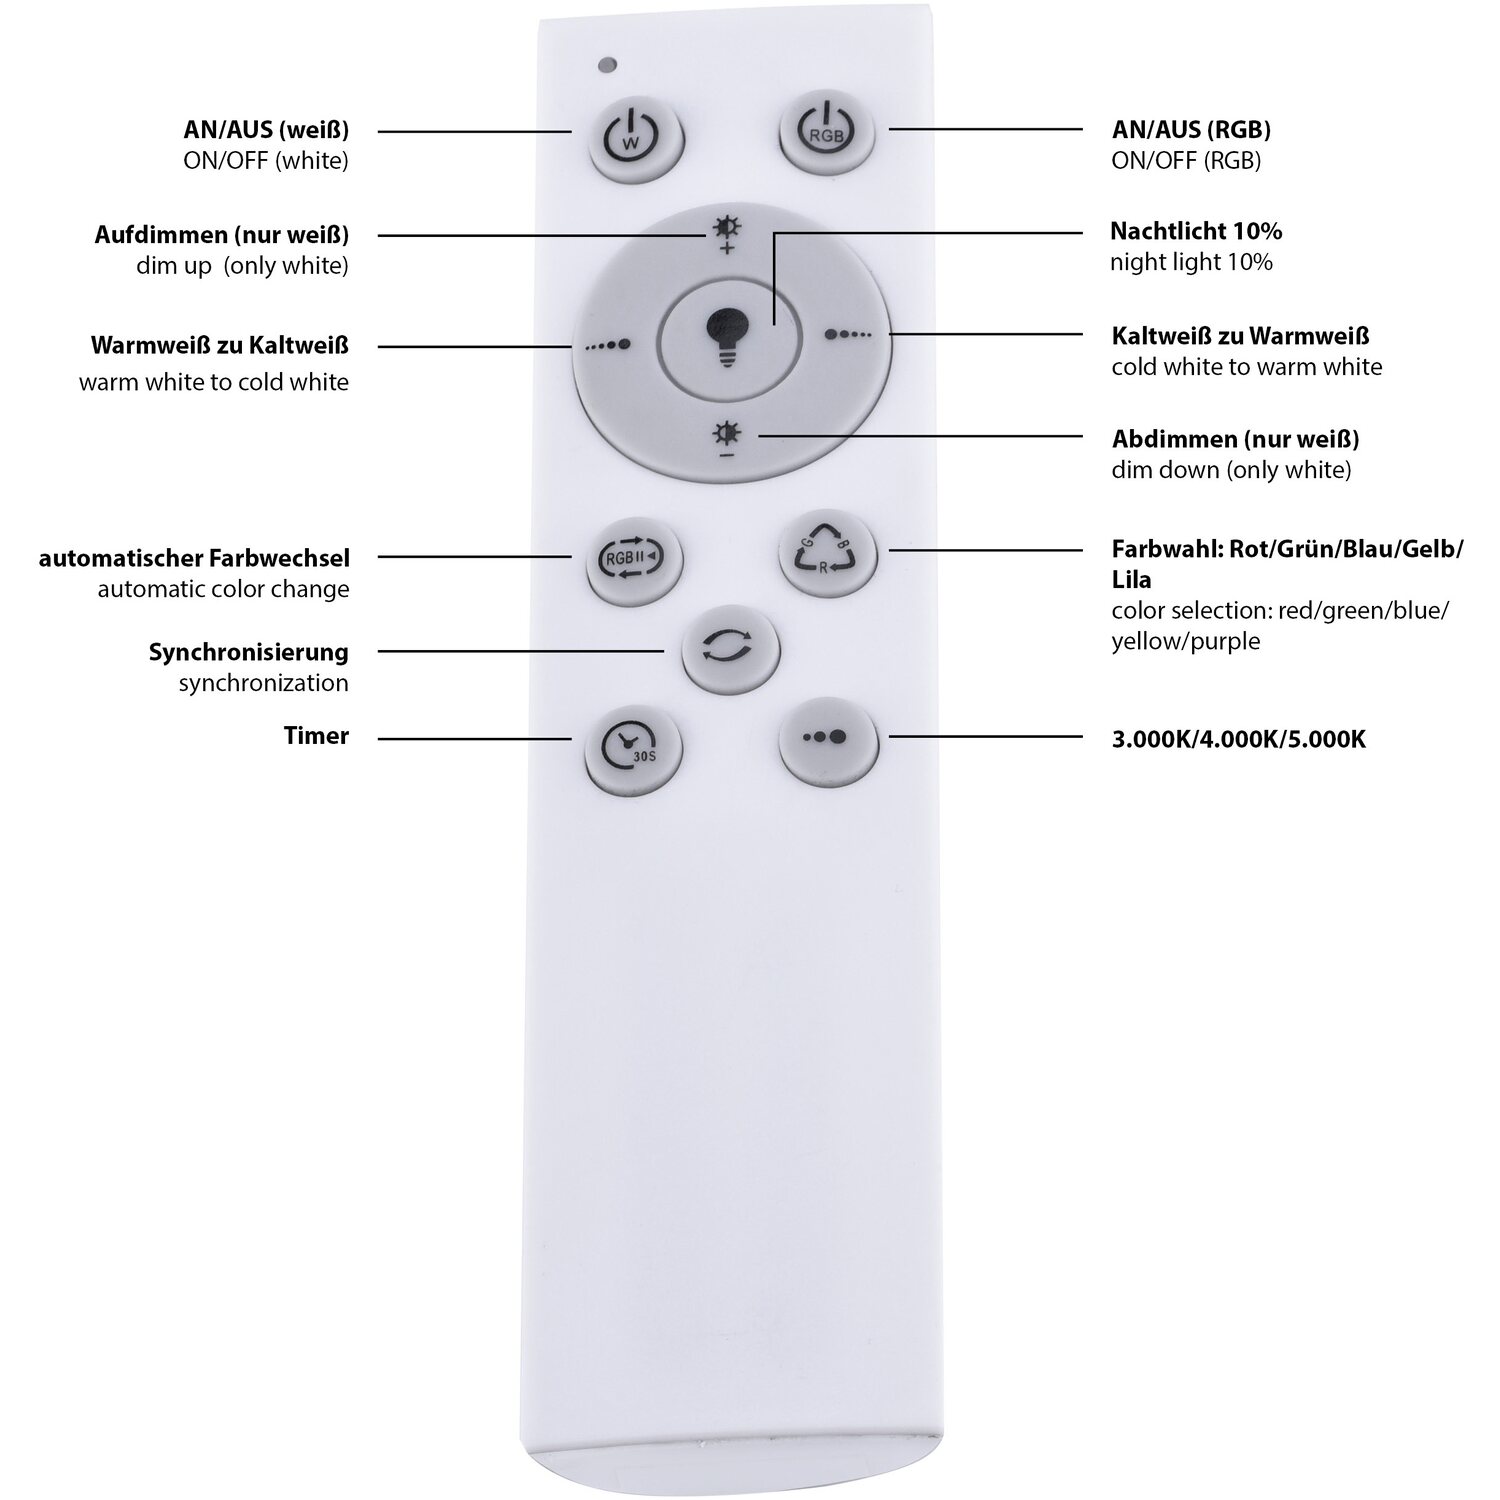 AN/AUS (weiß)
ON/OFF (white)
AN/AUS (RGB)
ON/OFF (RGB)
W
RGB
Aufdimmen (nur weiß)
dim up (only white)
+
Nachtlicht 10%
night light 10%
Warmweiß zu Kaltweiß
warm white to cold white
Kaltweiß zu Warmweiß
cold white to warm white
Abdimmen (nur weiß)
dim down (only white)
–
automatischer Farbwechsel
automatic color change
RGB
G B
R
Farbwahl: Rot/Grün/Blau/Gelb/
Lila
color selection: red/green/blue/
yellow/purple
Synchronisierung
synchronization
Timer
30S
3.000K/4.000K/5.000K